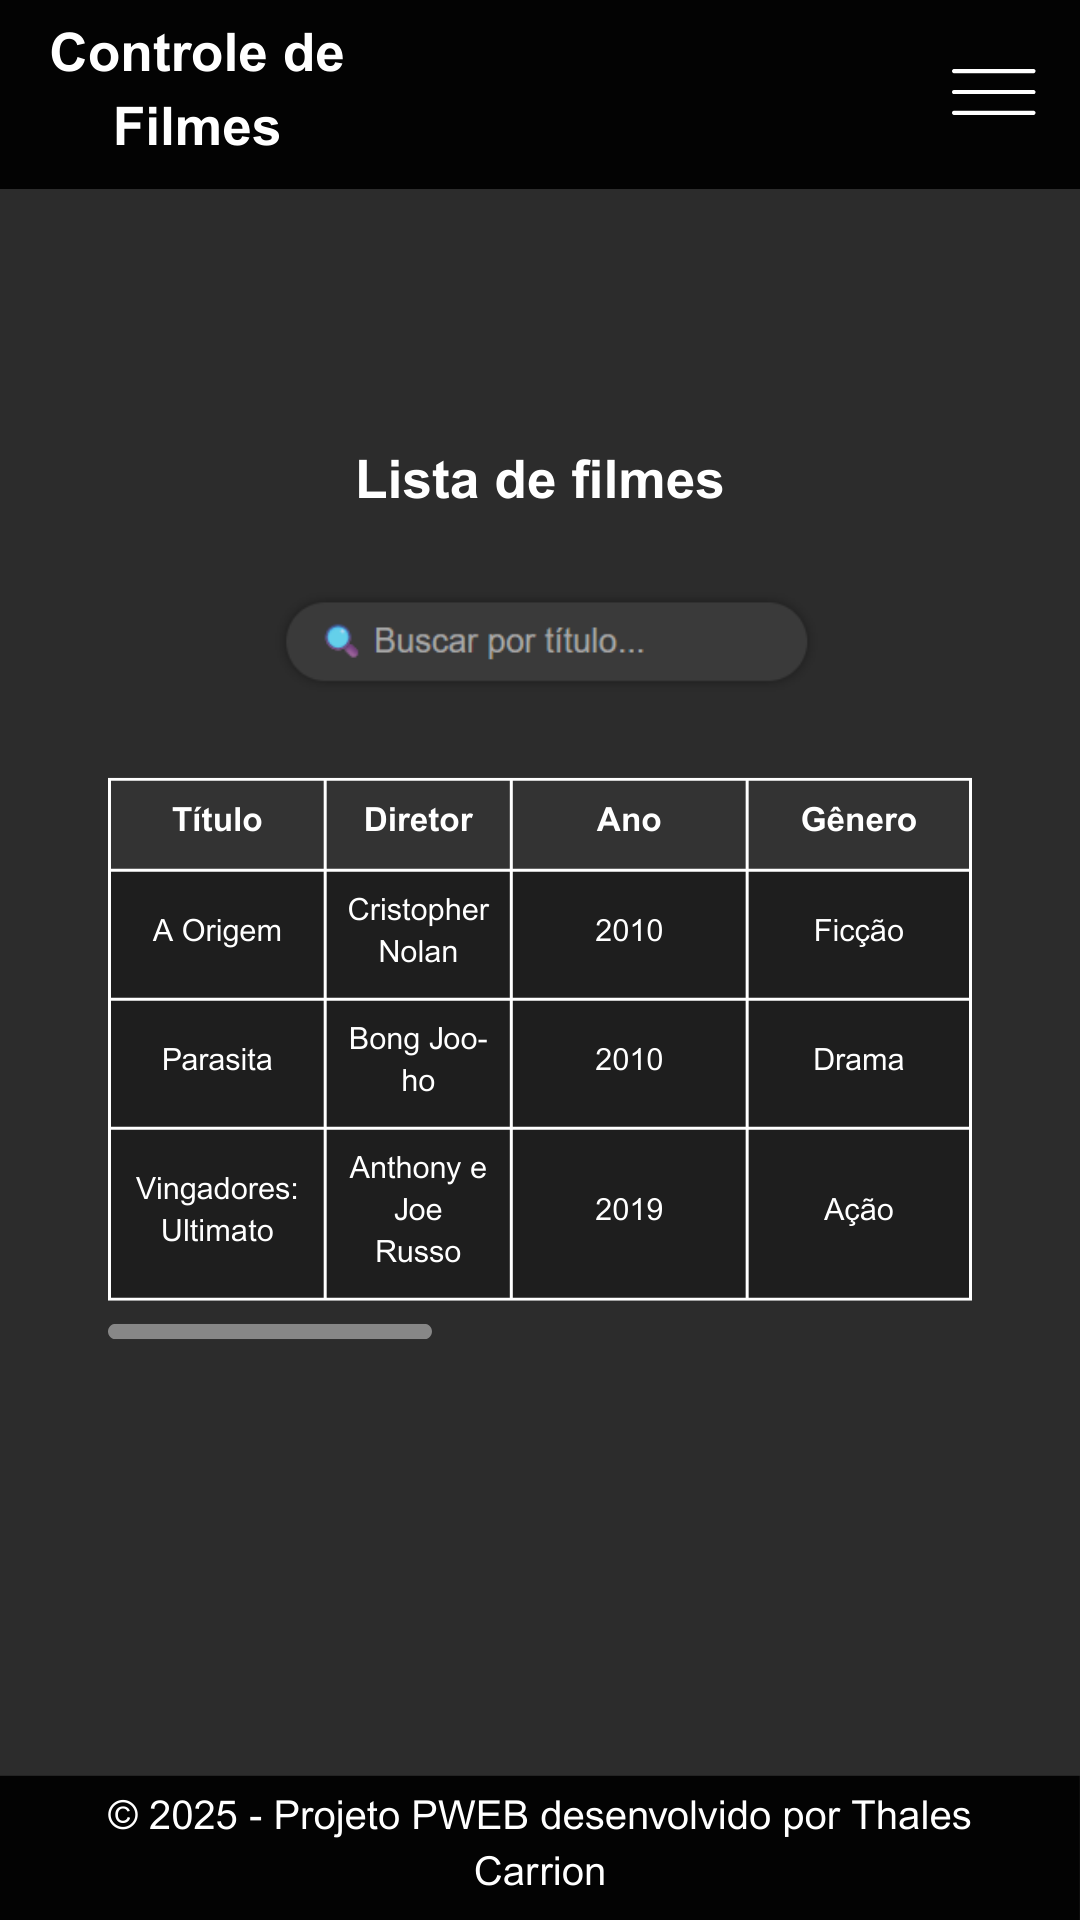 Controle de
Filmes
Lista de filmes
🔍 Buscar por título...
Título Diretor Ano Gênero
A Origem Cristopher Nolan 2010 Ficção
Parasita Bong Joo-ho 2010 Drama
Vingadores: Ultimato Anthony e Joe Russo 2019 Ação
© 2025 - Projeto PWEB desenvolvido por Thales
Carrion